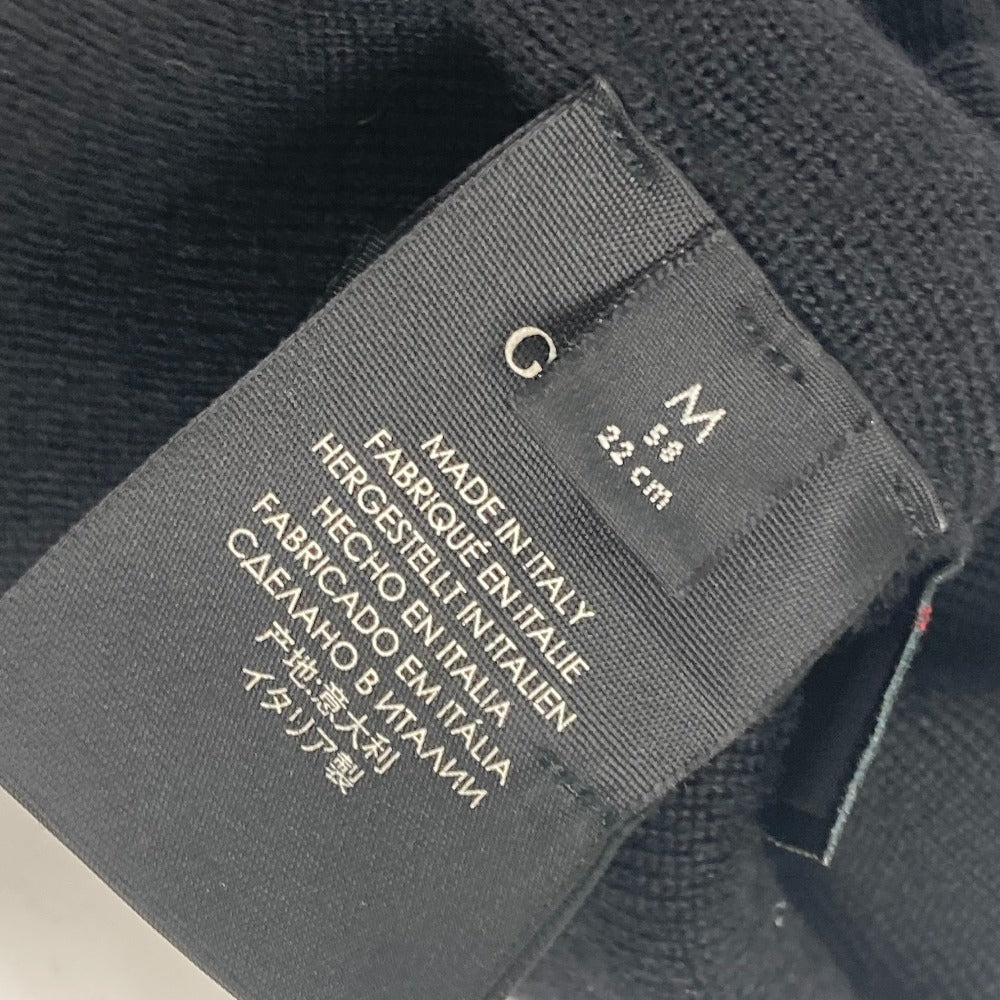 G
M
58
22 cm
MADE IN ITALY
FABRIQUÉ EN ITALIE
HERGESTELLT IN ITALIEN
HECHO EN ITALIA
FABRICADO EM ITÁLIA
СДЕЛАНО В ИТАЛИИ
产地:意大利
イタリア製